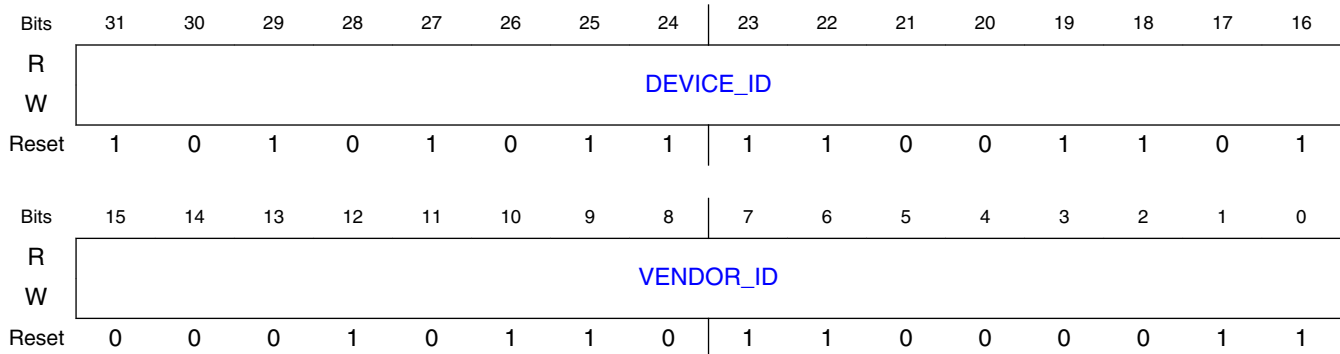 Bits 31 30 29 28 27 26 25 24 23 22 21 20 19 18 17 16
R
DEVICE_ID
W
Reset 1 0 1 0 1 0 1 1 1 1 0 0 1 1 0 1
Bits 15 14 13 12 11 10 9 8 7 6 5 4 3 2 1 0
R
VENDOR_ID
W
Reset 0 0 0 1 0 1 1 0 1 1 0 0 0 0 1 1